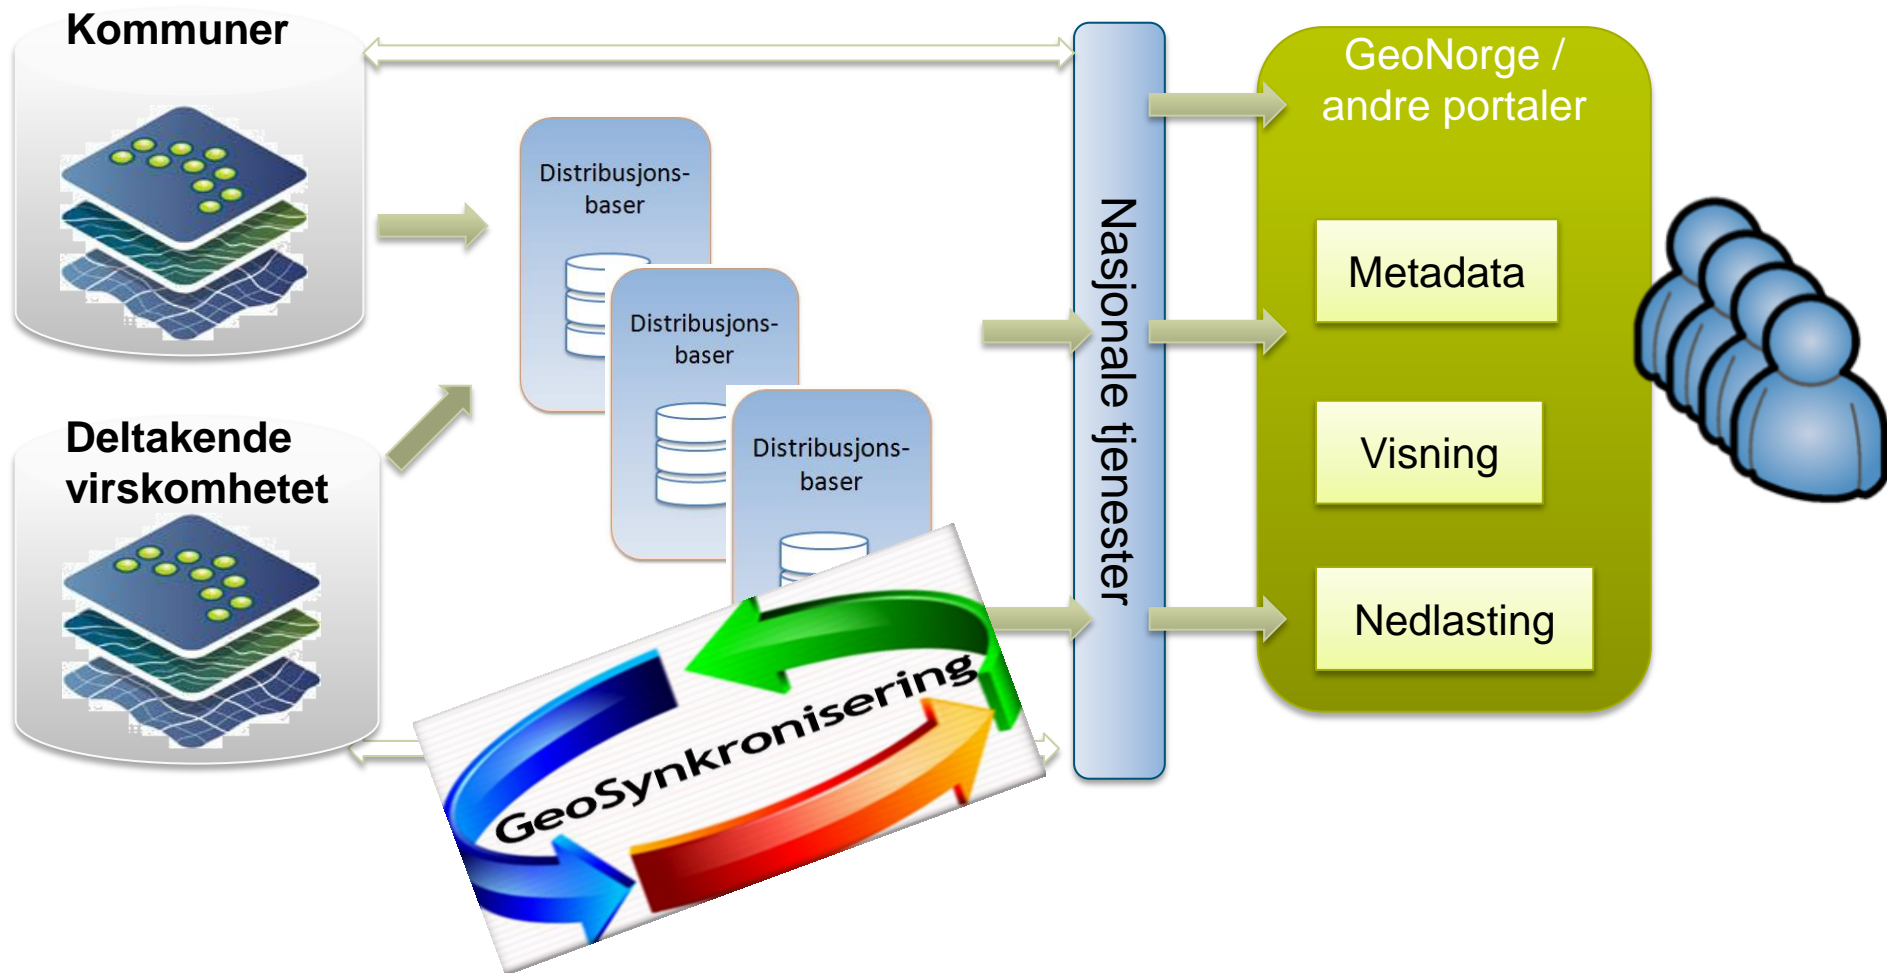 Kommuner
Deltakende
virskomhetet
Distribusjons-
baser
Distribusjons-
baser
Distribusjons-
baser
GeoSynkronisering
Nasjonale tjenester
GeoNorge /
andre portaler
Metadata
Visning
Nedlasting